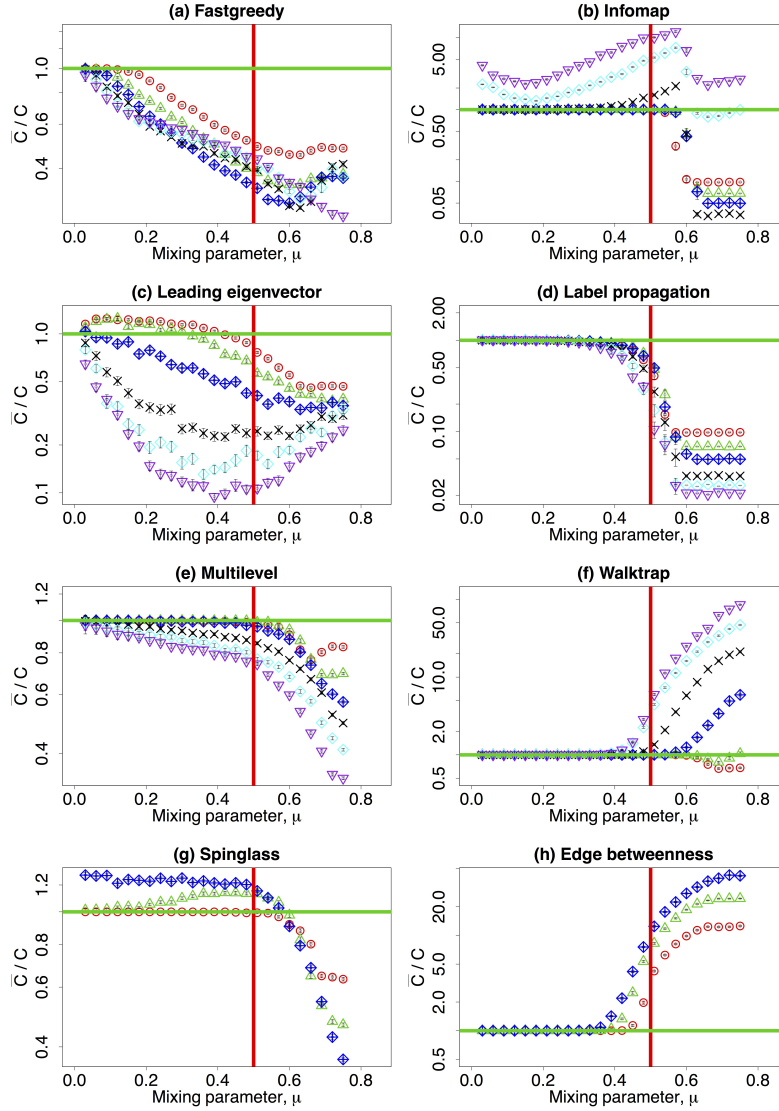 (a) Fastgreedy
C̅ / C
1.0
0.6
0.4
0.0 0.2 0.4 0.6 0.8
Mixing parameter, μ
(b) Infomap
C̅ / C
5.00
0.50
0.05
0.0 0.2 0.4 0.6 0.8
Mixing parameter, μ
(c) Leading eigenvector
C̅ / C
1.0
0.5
0.2
0.1
0.0 0.2 0.4 0.6 0.8
Mixing parameter, μ
(d) Label propagation
C̅ / C
2.00
0.50
0.10
0.02
0.0 0.2 0.4 0.6 0.8
Mixing parameter, μ
(e) Multilevel
C̅ / C
1.2
0.8
0.6
0.4
0.0 0.2 0.4 0.6 0.8
Mixing parameter, μ
(f) Walktrap
C̅ / C
50.0
10.0
2.0
0.5
0.0 0.2 0.4 0.6 0.8
Mixing parameter, μ
(g) Spinglass
C̅ / C
1.2
0.8
0.6
0.4
0.0 0.2 0.4 0.6 0.8
Mixing parameter, μ
(h) Edge betweenness
C̅ / C
20.0
5.0
2.0
0.5
0.0 0.2 0.4 0.6 0.8
Mixing parameter, μ